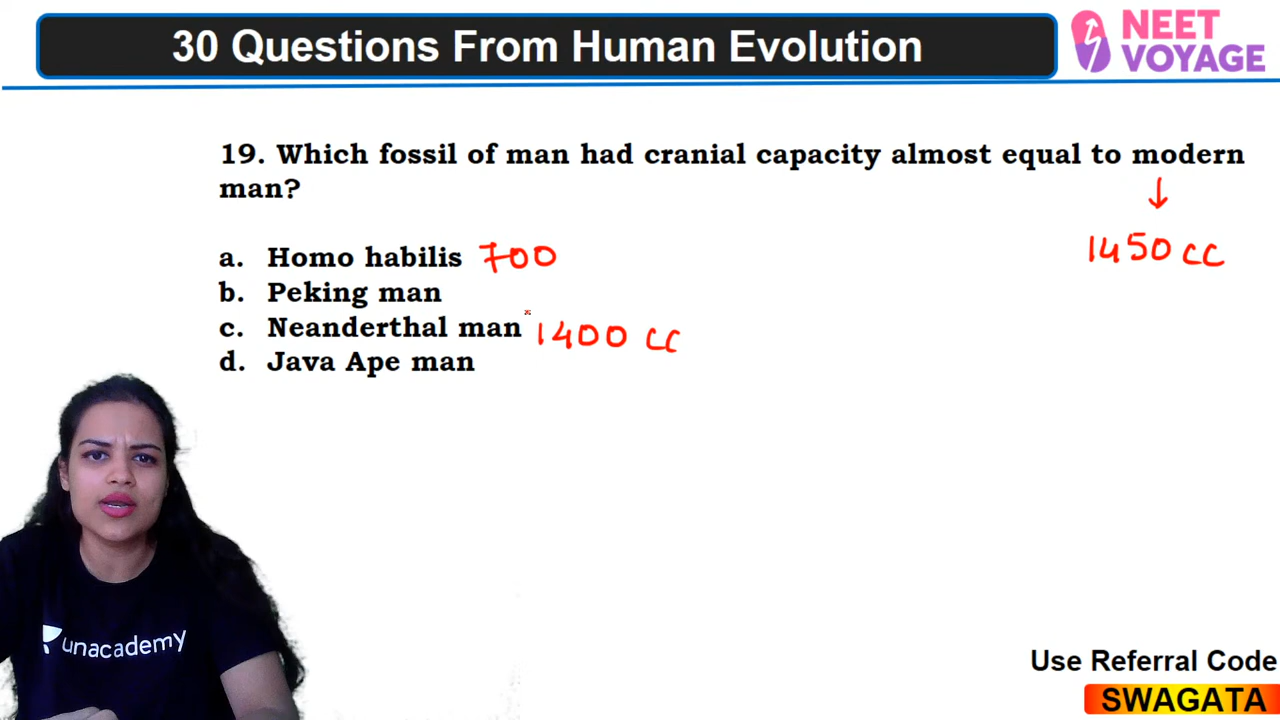 30 Questions From Human Evolution
NEET
VOYAGE
19. Which fossil of man had cranial capacity almost equal to modern
man?
1450 cc
a. Homo habilis 700
b. Peking man
c. Neanderthal man 1400 cc
d. Java Ape man
unacademy
Use Referral Code
SWAGATA